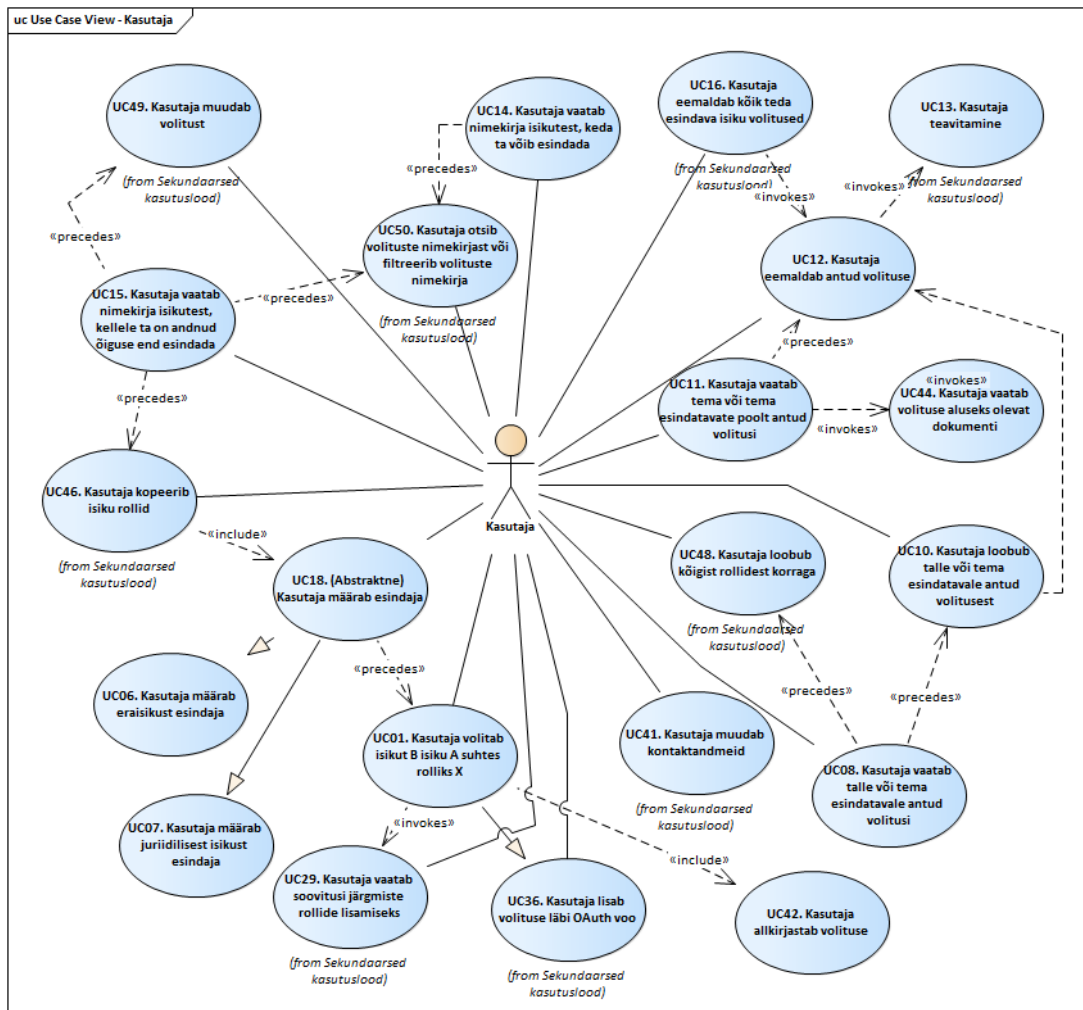 uc Use Case View - Kasutaja
UC49. Kasutaja muudab
volitust
(from Sekundaarsed
kasutuslood)
UC14. Kasutaja vaatab
nimekirja isikutest, keda
ta võib esindada
UC16. Kasutaja
eemaldab kõik teda
esindava isiku volitused
(from Sekundaarsed
kasutuslood)
UC13. Kasutaja
teavitamine
(from Sekundaarsed
kasutuslood)
«precedes»
«invokes»
«invokes»
«precedes»
UC50. Kasutaja otsib
volituste nimekirjast või
filtreerib volituste
nimekirja
(from Sekundaarsed
kasutuslood)
UC12. Kasutaja
eemaldab antud volituse
UC15. Kasutaja vaatab
nimekirja isikutest,
kellele ta on andnud
õiguse end esindada
«precedes»
«precedes»
«precedes»
UC11. Kasutaja vaatab
tema või tema
esindatavate poolt antud
volitusi
«invokes»
«invokes»
UC44. Kasutaja vaatab
volituse aluseks olevat
dokumenti
UC46. Kasutaja kopeerib
isiku rollid
(from Sekundaarsed
kasutuslood)
Kasutaja
«include»
UC18. (Abstraktne)
Kasutaja määrab esindaja
UC48. Kasutaja loobub
kõigist rollidest korraga
(from Sekundaarsed
kasutuslood)
UC10. Kasutaja loobub
talle või tema
esindatavale antud
volitusest
«precedes»
«precedes»
«precedes»
UC06. Kasutaja määrab
eraisikust esindaja
UC01. Kasutaja volitab
isikut B isiku A suhtes
rolliks X
UC41. Kasutaja muudab
kontaktandmeid
(from Sekundaarsed
kasutuslood)
UC08. Kasutaja vaatab
talle või tema
esindatavale antud
volitusi
UC07. Kasutaja määrab
juriidilisest isikust
esindaja
«invokes»
«include»
UC29. Kasutaja vaatab
soovitusi järgmiste
rollide lisamiseks
(from Sekundaarsed
kasutuslood)
UC36. Kasutaja lisab
volituse läbi OAuth voo
(from Sekundaarsed
kasutuslood)
UC42. Kasutaja
allkirjastab volituse